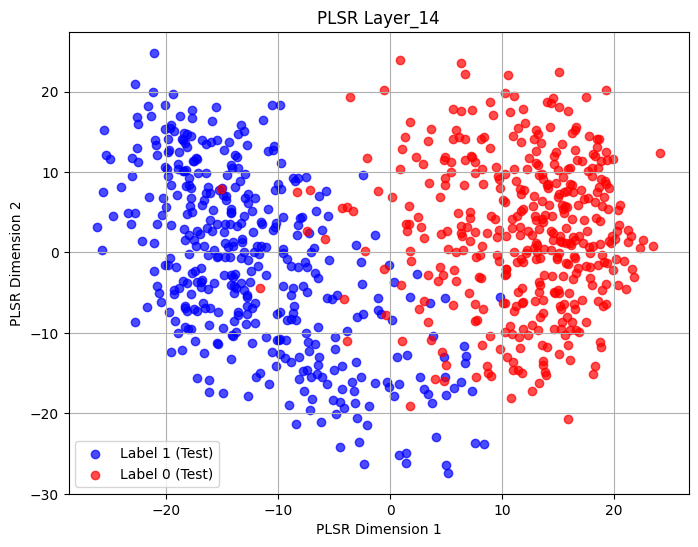 PLSR Layer_14
PLSR Dimension 2
20
10
0
−10
−20
−30
Label 1 (Test)
Label 0 (Test)
−20 −10 0 10 20
PLSR Dimension 1